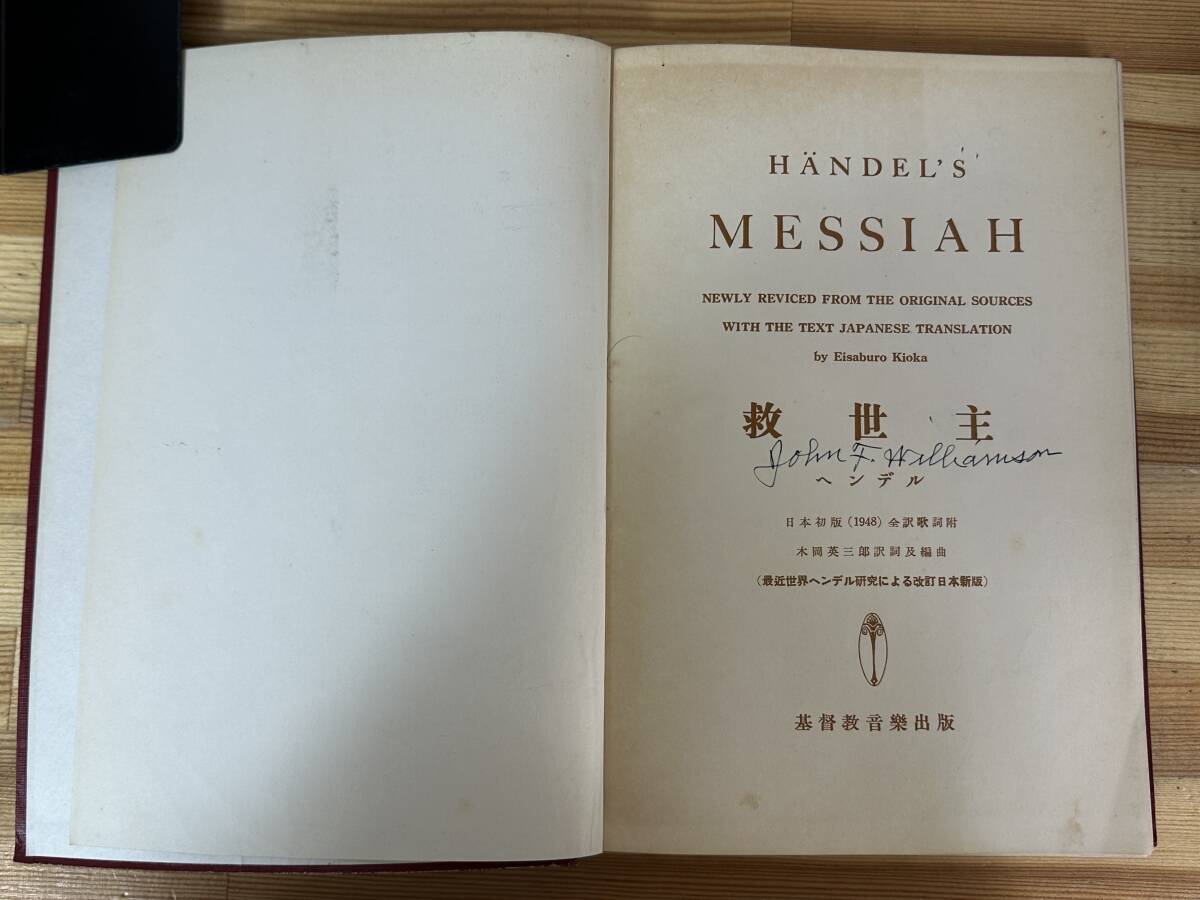 HÄNDEL'S
MESSIAH
NEWLY REVICED FROM THE ORIGINAL SOURCES
WITH THE TEXT JAPANESE TRANSLATION
by Eisaburo Kioka
救世主
John F. Williamson
ヘンデル
日本初版(1948)全訳歌詞附
木岡英三郎訳詞及編曲
(最近世界ヘンデル研究による改訂日本新版)
基督教音樂出版